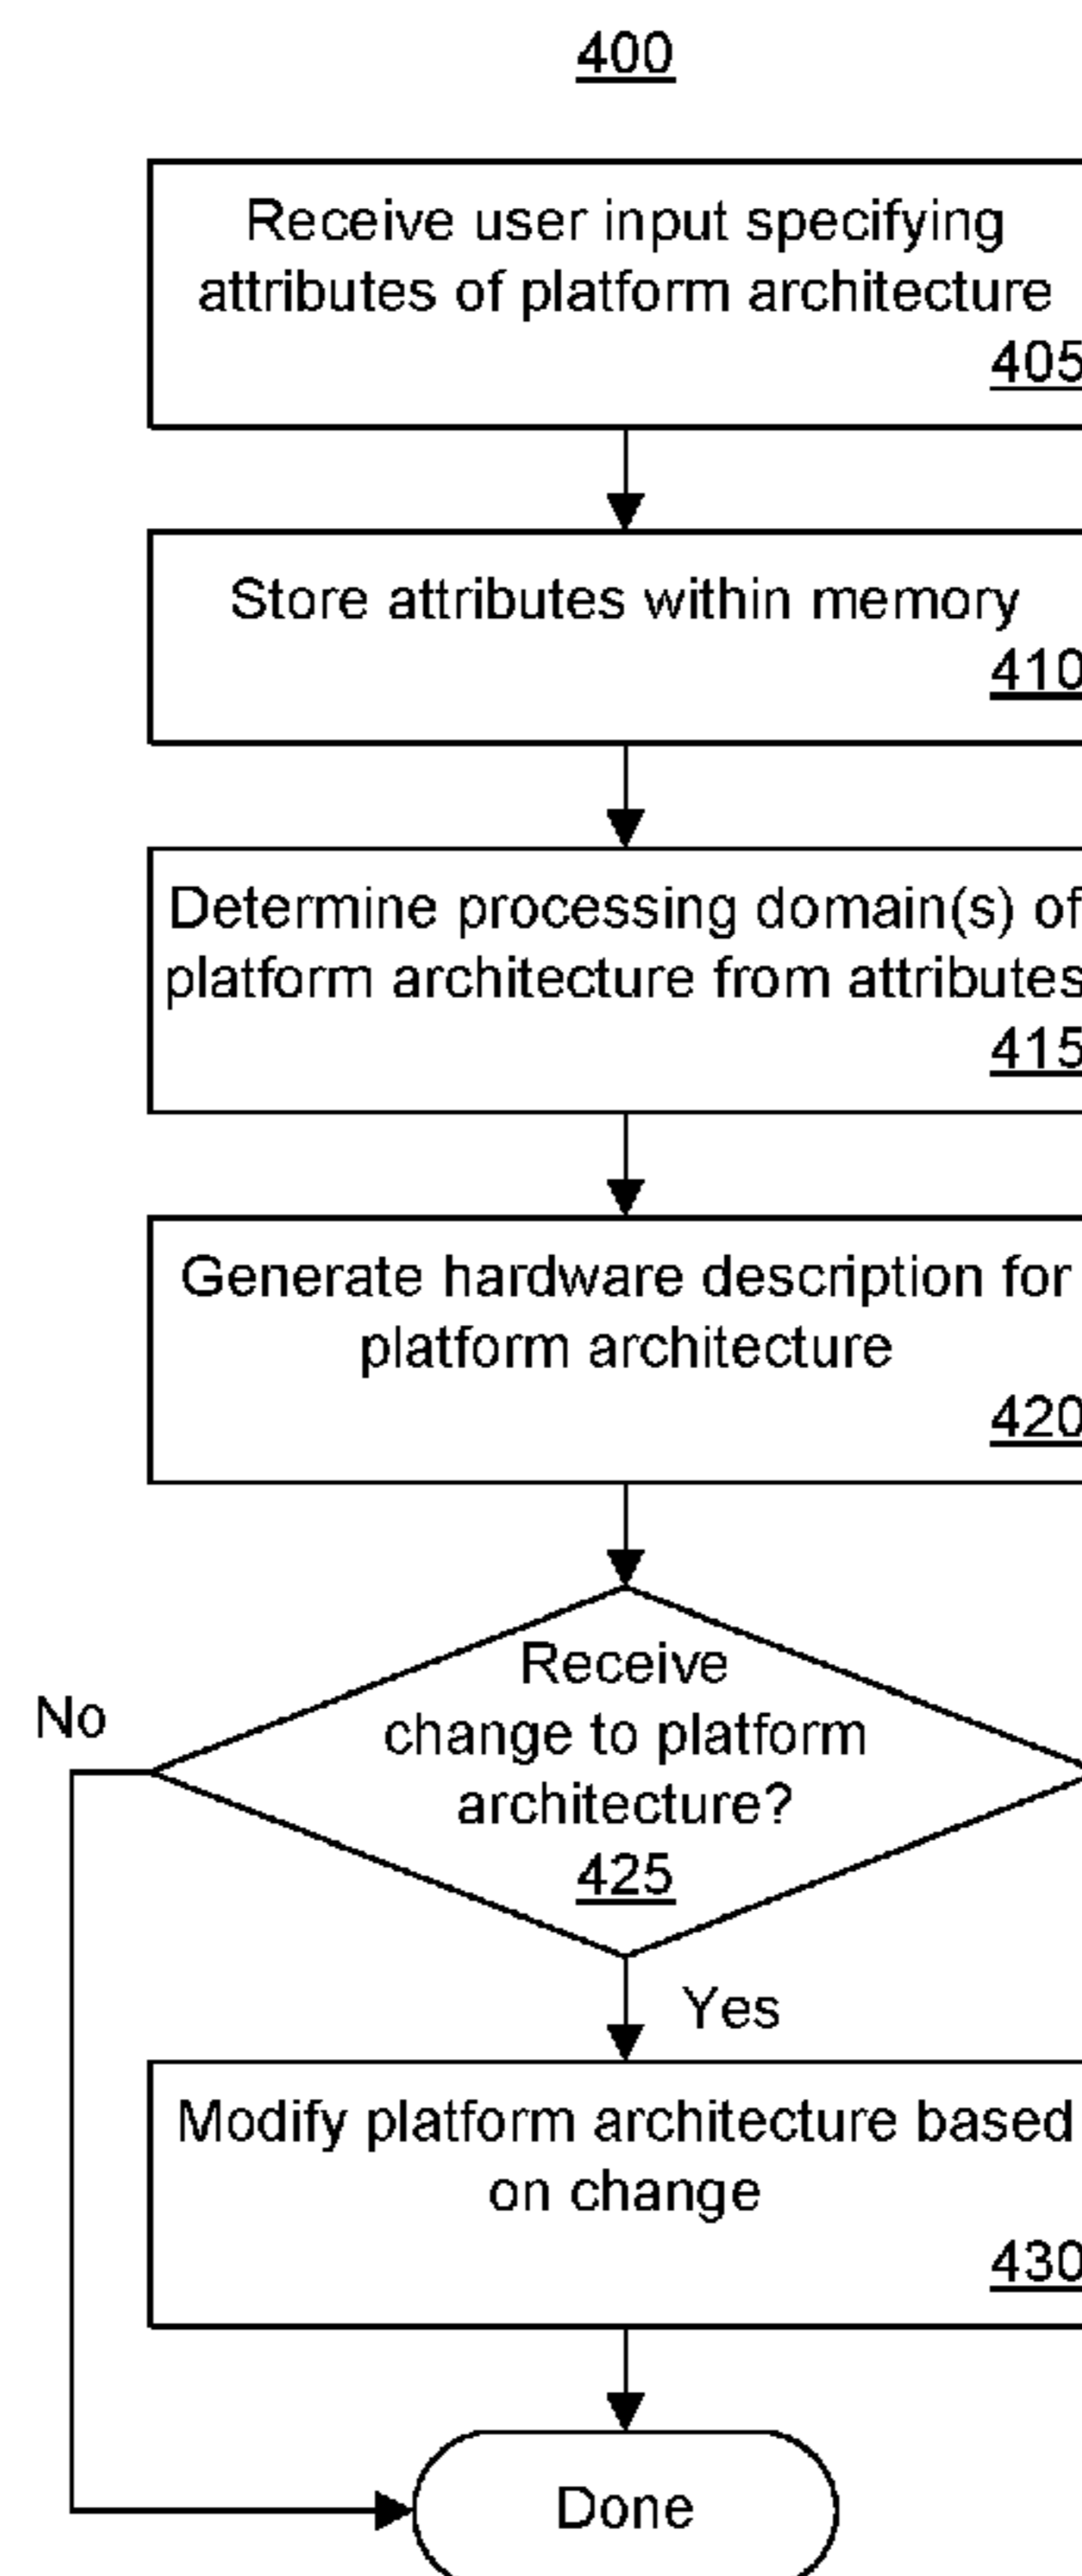 400
Receive user input specifying
attributes of platform architecture
405
Store attributes within memory
410
Determine processing domain(s) of
platform architecture from attributes
415
Generate hardware description for
platform architecture
420
Receive
change to platform
architecture?
425
No
Yes
Modify platform architecture based
on change
430
Done